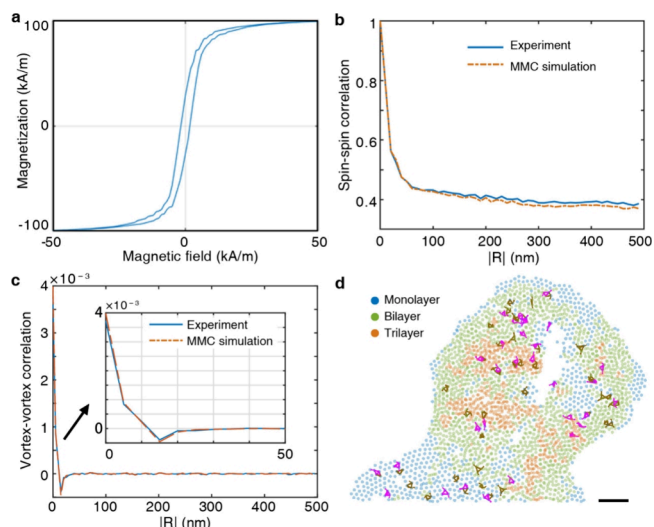 a
Magnetization (kA/m)
100
0
-100
-50
0
50
Magnetic field (kA/m)
b
Spin-spin correlation
1
0.8
0.6
0.4
Experiment
MMC simulation
0
100
200
300
400
500
|R| (nm)
c
Vortex-vortex correlation
4 ×10⁻³
3
2
1
0
4 ×10⁻³
Experiment
MMC simulation
0
0
50
0
100
200
300
400
500
|R| (nm)
d
Monolayer
Bilayer
Trilayer